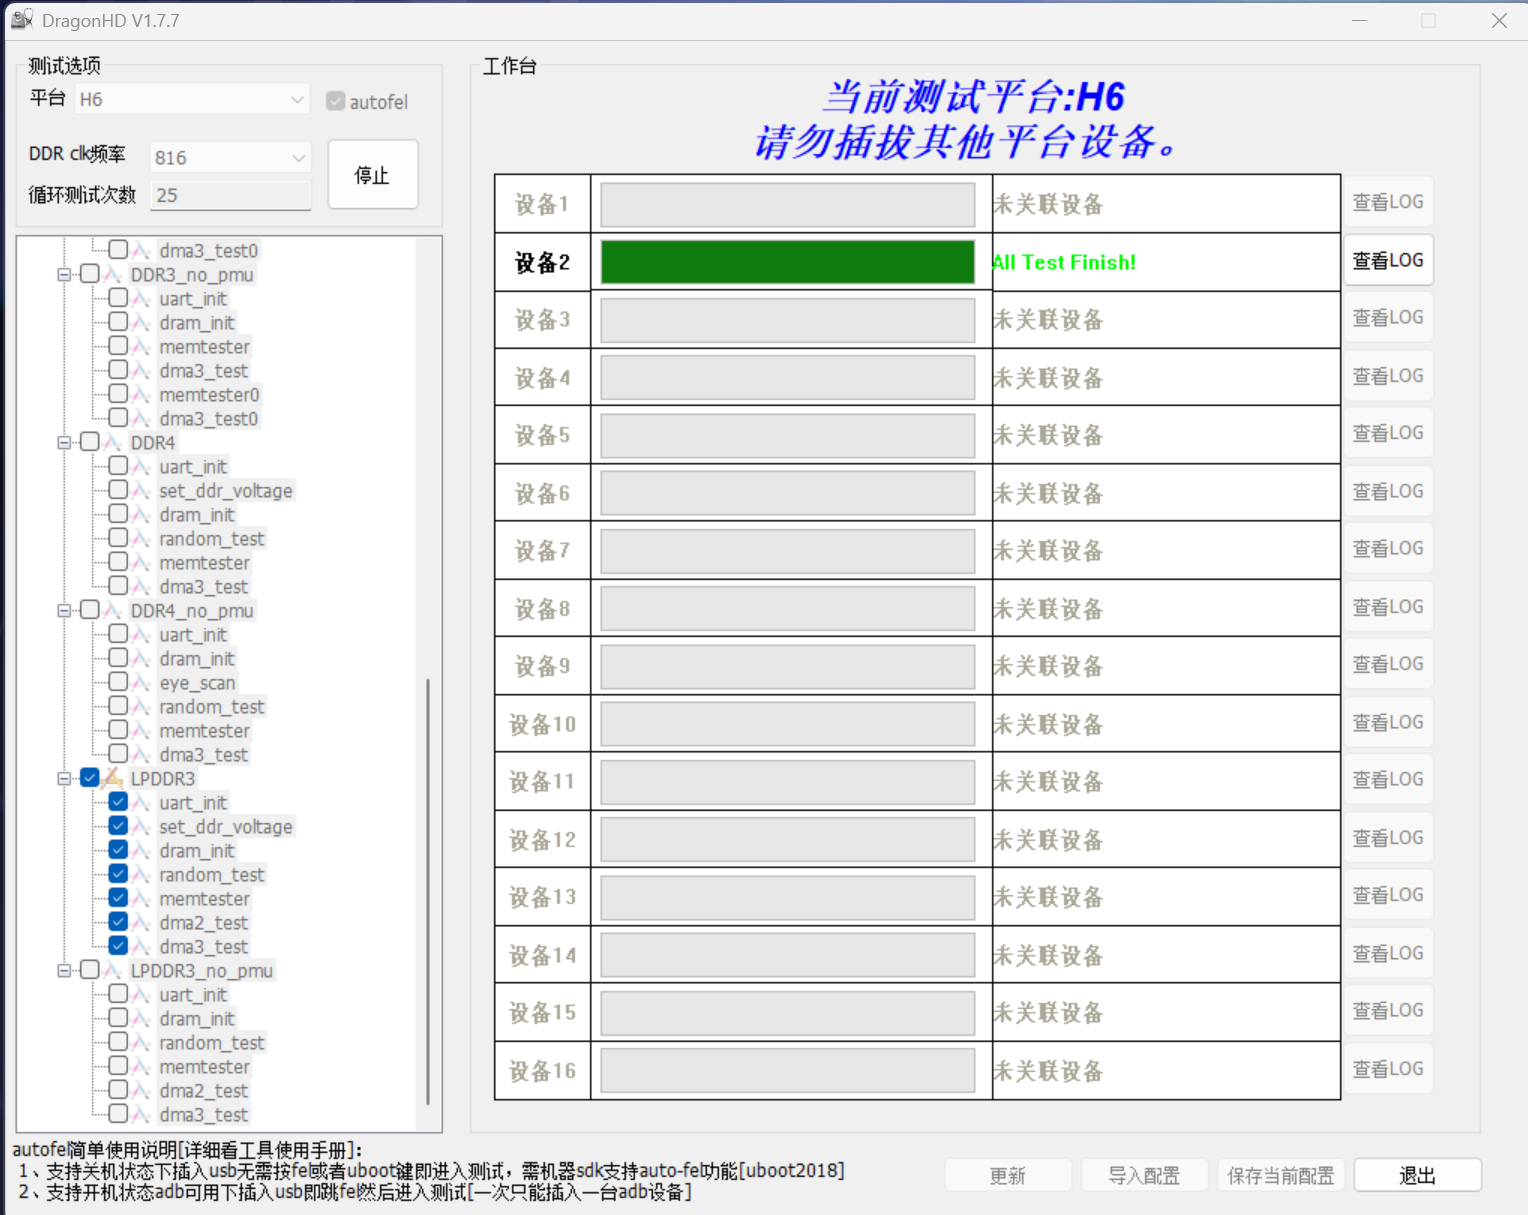 DragonHD V1.7.7
测试选项
平台 H6 autofel
DDR clk频率 816
循环测试次数 25
停止
dma3_test0
DDR3_no_pmu
uart_init
dram_init
memtester
dma3_test
memtester0
dma3_test0
DDR4
uart_init
set_ddr_voltage
dram_init
random_test
memtester
dma3_test
DDR4_no_pmu
uart_init
dram_init
eye_scan
random_test
memtester
dma3_test
LPDDR3
uart_init
set_ddr_voltage
dram_init
random_test
memtester
dma2_test
dma3_test
LPDDR3_no_pmu
uart_init
dram_init
random_test
memtester
dma2_test
dma3_test
工作台
当前测试平台:H6
请勿插拔其他平台设备。
设备1 未关联设备 查看LOG
设备2 All Test Finish! 查看LOG
设备3 未关联设备 查看LOG
设备4 未关联设备 查看LOG
设备5 未关联设备 查看LOG
设备6 未关联设备 查看LOG
设备7 未关联设备 查看LOG
设备8 未关联设备 查看LOG
设备9 未关联设备 查看LOG
设备10 未关联设备 查看LOG
设备11 未关联设备 查看LOG
设备12 未关联设备 查看LOG
设备13 未关联设备 查看LOG
设备14 未关联设备 查看LOG
设备15 未关联设备 查看LOG
设备16 未关联设备 查看LOG
autofel简单使用说明[详细看工具使用手册]:
1、支持关机状态下插入usb无需按fel或者uboot键即进入测试，需机器sdk支持auto-fel功能[uboot2018]
2、支持开机状态adb可用下插入usb即跳fel然后进入测试[一次只能插入一台adb设备]
更新 导入配置 保存当前配置 退出